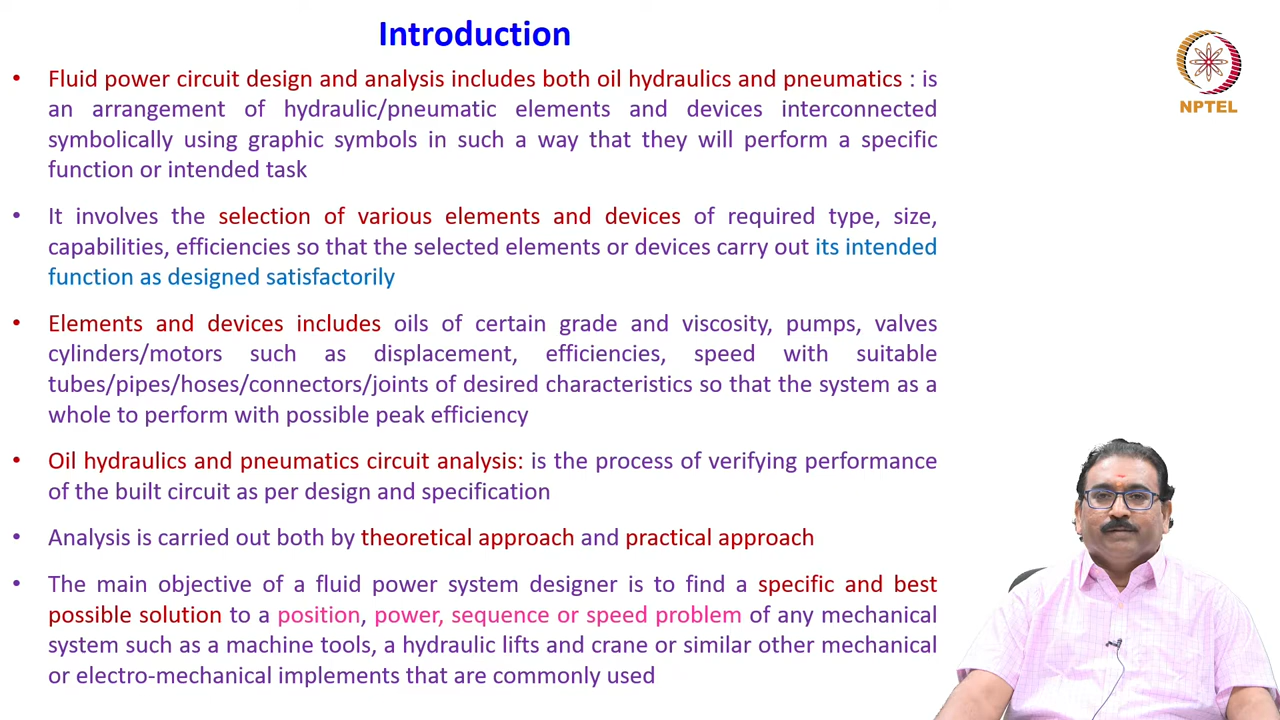 Introduction
NPTEL
• Fluid power circuit design and analysis includes both oil hydraulics and pneumatics : is
an arrangement of hydraulic/pneumatic elements and devices interconnected
symbolically using graphic symbols in such a way that they will perform a specific
function or intended task
• It involves the selection of various elements and devices of required type, size,
capabilities, efficiencies so that the selected elements or devices carry out its intended
function as designed satisfactorily
• Elements and devices includes oils of certain grade and viscosity, pumps, valves
cylinders/motors such as displacement, efficiencies, speed with suitable
tubes/pipes/hoses/connectors/joints of desired characteristics so that the system as a
whole to perform with possible peak efficiency
• Oil hydraulics and pneumatics circuit analysis: is the process of verifying performance
of the built circuit as per design and specification
• Analysis is carried out both by theoretical approach and practical approach
• The main objective of a fluid power system designer is to find a specific and best
possible solution to a position, power, sequence or speed problem of any mechanical
system such as a machine tools, a hydraulic lifts and crane or similar other mechanical
or electro-mechanical implements that are commonly used